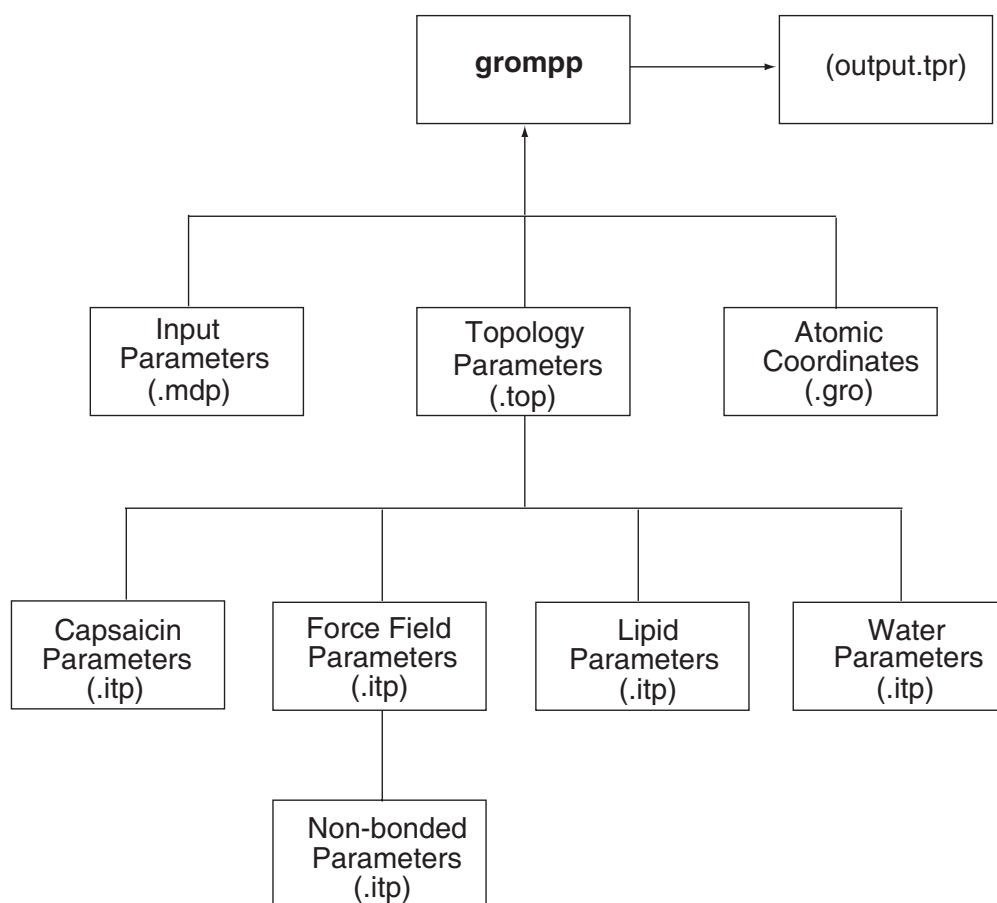 grompp
(output.tpr)
Input
Parameters
(.mdp)
Topology
Parameters
(.top)
Atomic
Coordinates
(.gro)
Capsaicin
Parameters
(.itp)
Force Field
Parameters
(.itp)
Lipid
Parameters
(.itp)
Water
Parameters
(.itp)
Non-bonded
Parameters
(.itp)